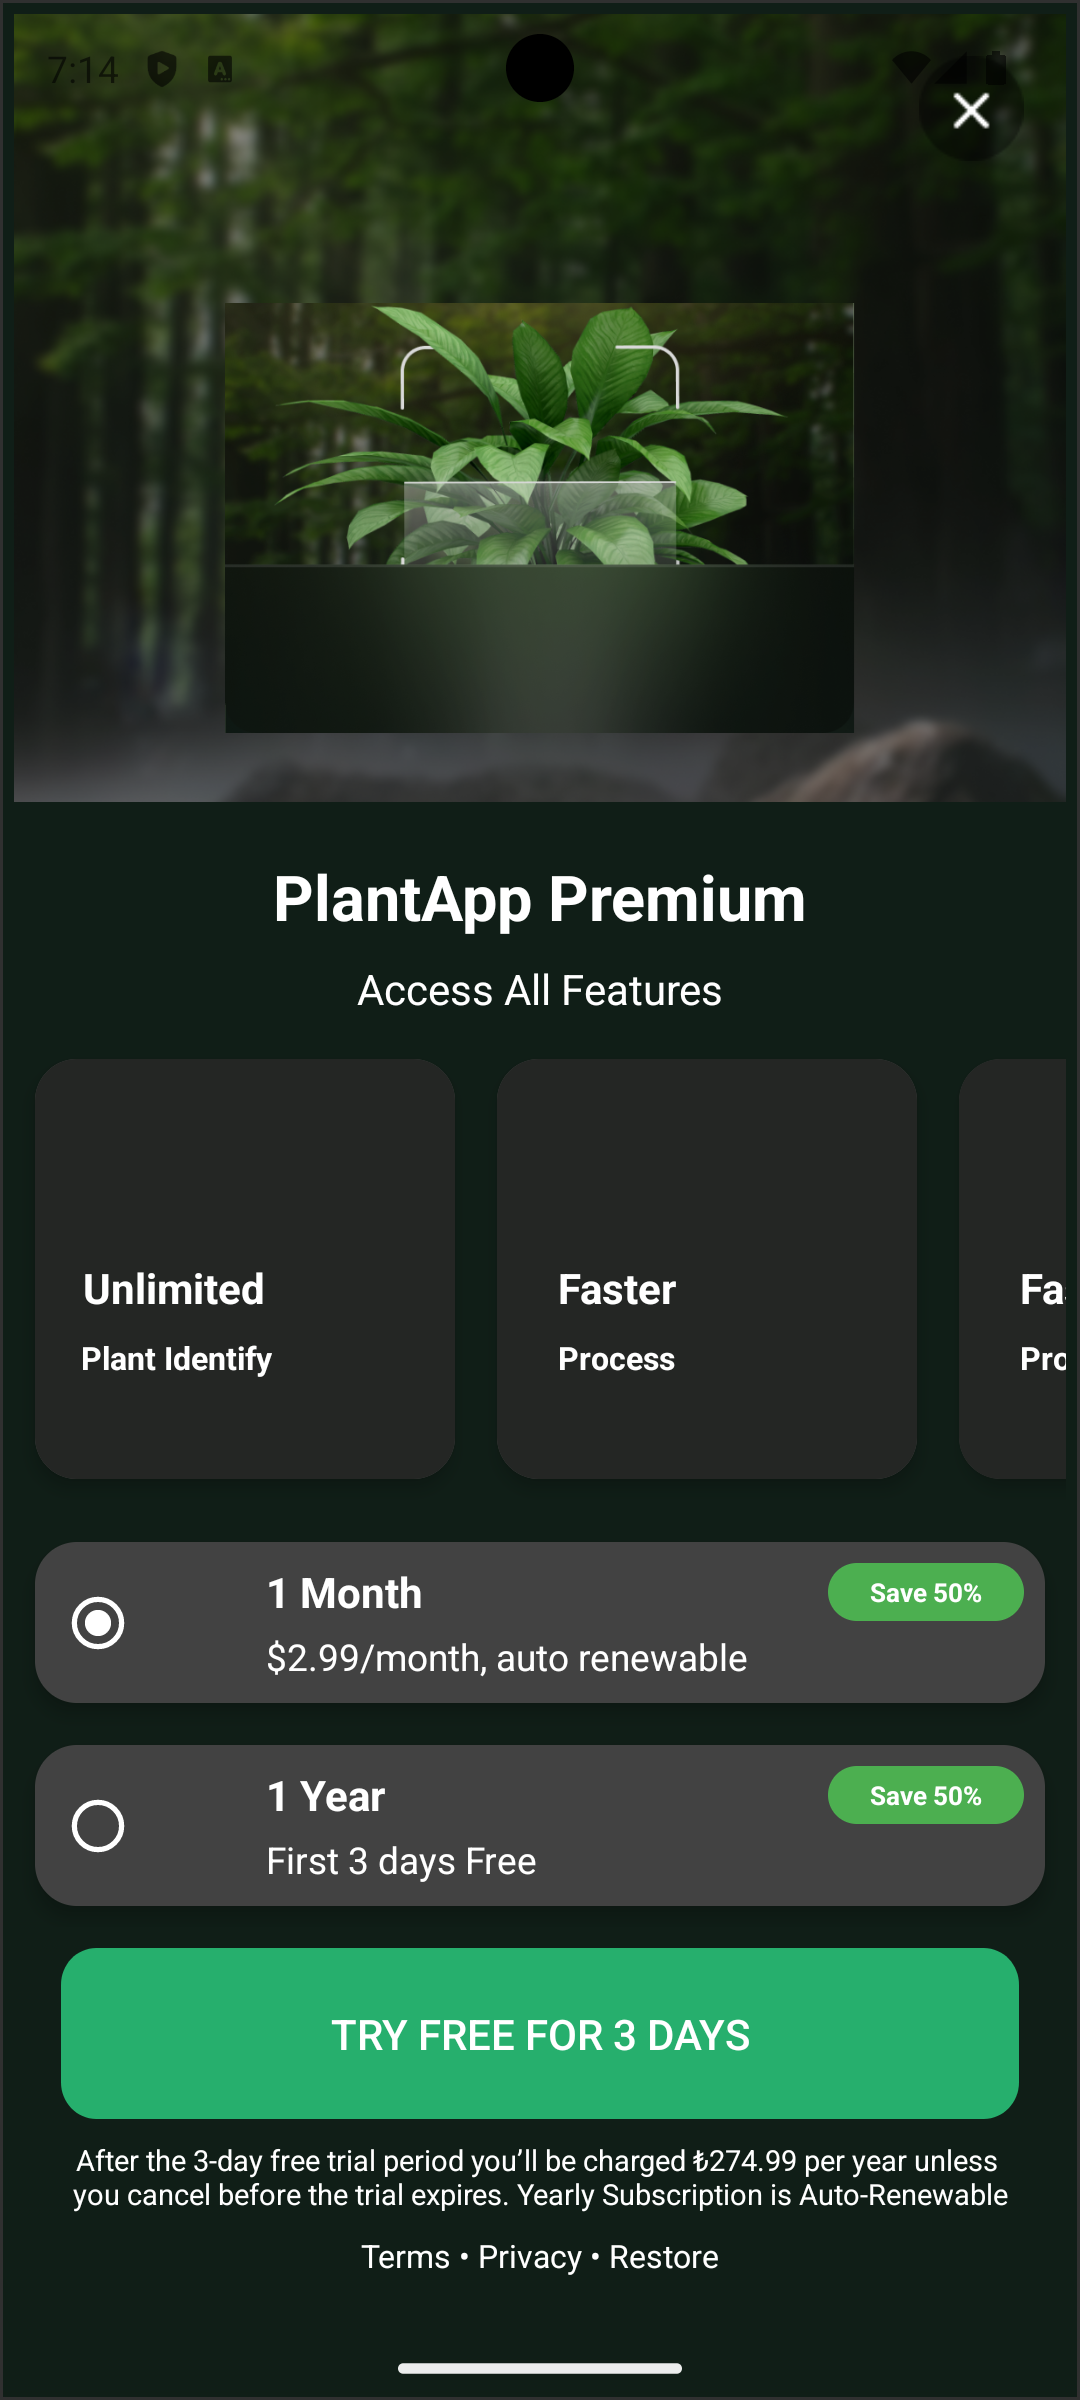 7:14
A
PlantApp Premium
Access All Features
Unlimited
Plant Identify
Faster
Process
Fas
Pro
1 Month
$2.99/month, auto renewable
Save 50%
1 Year
First 3 days Free
Save 50%
TRY FREE FOR 3 DAYS
After the 3-day free trial period you’ll be charged ₺274.99 per year unless
you cancel before the trial expires. Yearly Subscription is Auto-Renewable
Terms • Privacy • Restore